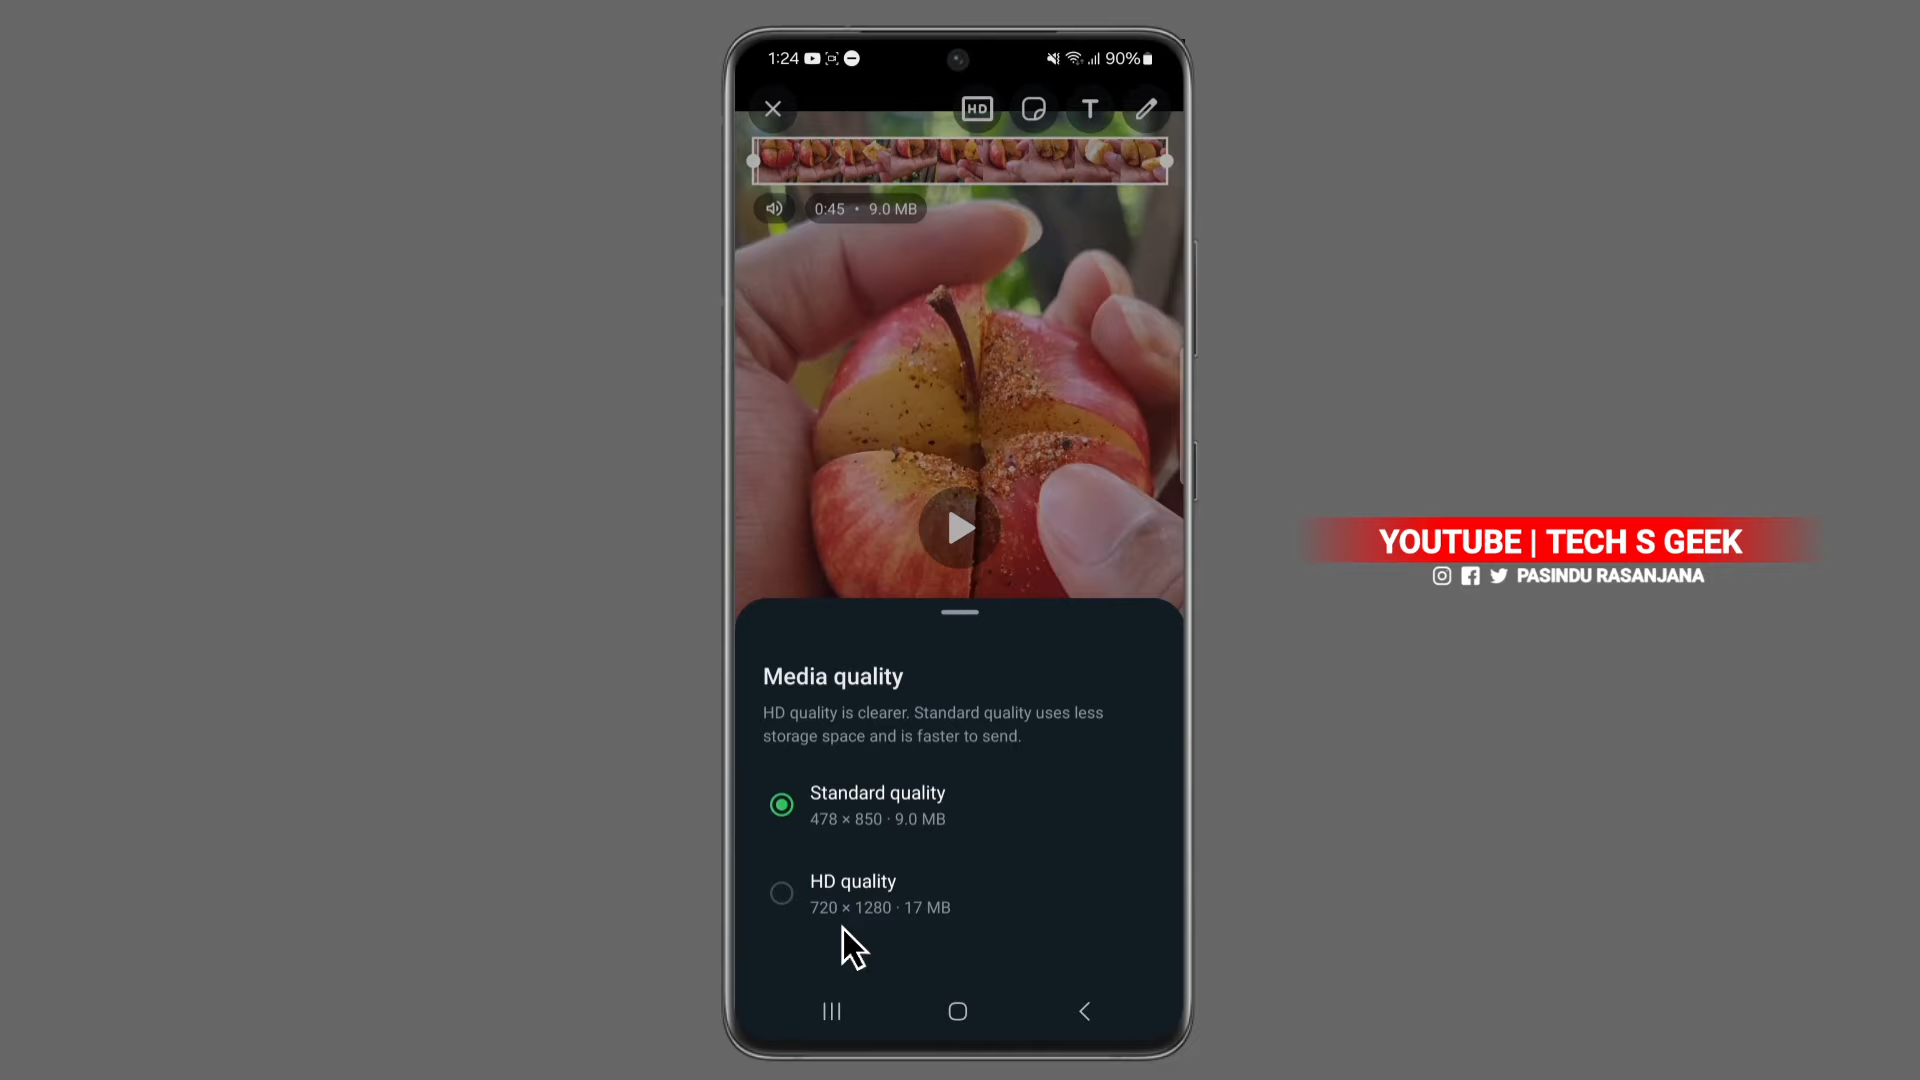 1:24
90%
HD
T
0:45 • 9.0 MB
Media quality
HD quality is clearer. Standard quality uses less
storage space and is faster to send.
Standard quality
478 × 850 · 9.0 MB
HD quality
720 × 1280 · 17 MB
YOUTUBE | TECH S GEEK
PASINDU RASANJANA